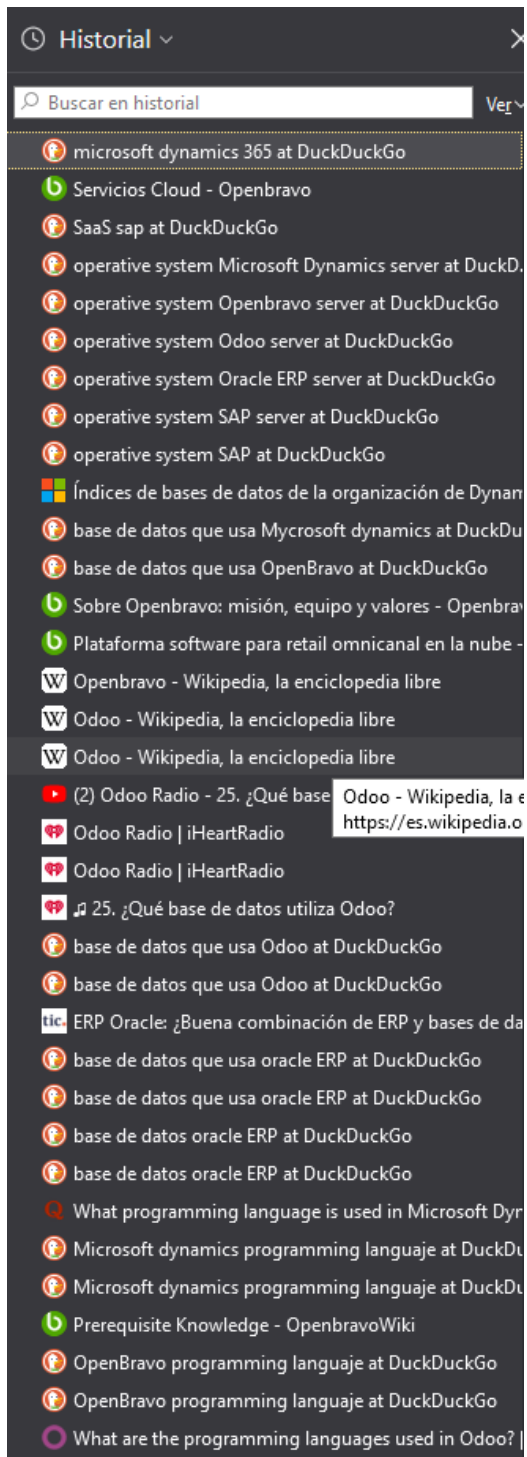 Historial
Buscar en historial
Ver
microsoft dynamics 365 at DuckDuckGo
Servicios Cloud - Openbravo
SaaS sap at DuckDuckGo
operative system Microsoft Dynamics server at DuckD.
operative system Openbravo server at DuckDuckGo
operative system Odoo server at DuckDuckGo
operative system Oracle ERP server at DuckDuckGo
operative system SAP server at DuckDuckGo
operative system SAP at DuckDuckGo
Índices de bases de datos de la organización de Dynam
base de datos que usa Mycrosoft dynamics at DuckDu
base de datos que usa OpenBravo at DuckDuckGo
Sobre Openbravo: misión, equipo y valores - Openbrav
Plataforma software para retail omnicanal en la nube -
Openbravo - Wikipedia, la enciclopedia libre
Odoo - Wikipedia, la enciclopedia libre
Odoo - Wikipedia, la enciclopedia libre
(2) Odoo Radio - 25. ¿Qué base
Odoo - Wikipedia, la e
https://es.wikipedia.o
Odoo Radio | iHeartRadio
Odoo Radio | iHeartRadio
♫ 25. ¿Qué base de datos utiliza Odoo?
base de datos que usa Odoo at DuckDuckGo
base de datos que usa Odoo at DuckDuckGo
tic. ERP Oracle: ¿Buena combinación de ERP y bases de da
base de datos que usa oracle ERP at DuckDuckGo
base de datos que usa oracle ERP at DuckDuckGo
base de datos oracle ERP at DuckDuckGo
base de datos oracle ERP at DuckDuckGo
What programming language is used in Microsoft Dyn
Microsoft dynamics programming languaje at DuckDu
Microsoft dynamics programming languaje at DuckDu
Prerequisite Knowledge - OpenbravoWiki
OpenBravo programming languaje at DuckDuckGo
OpenBravo programming languaje at DuckDuckGo
What are the programming languages used in Odoo? |